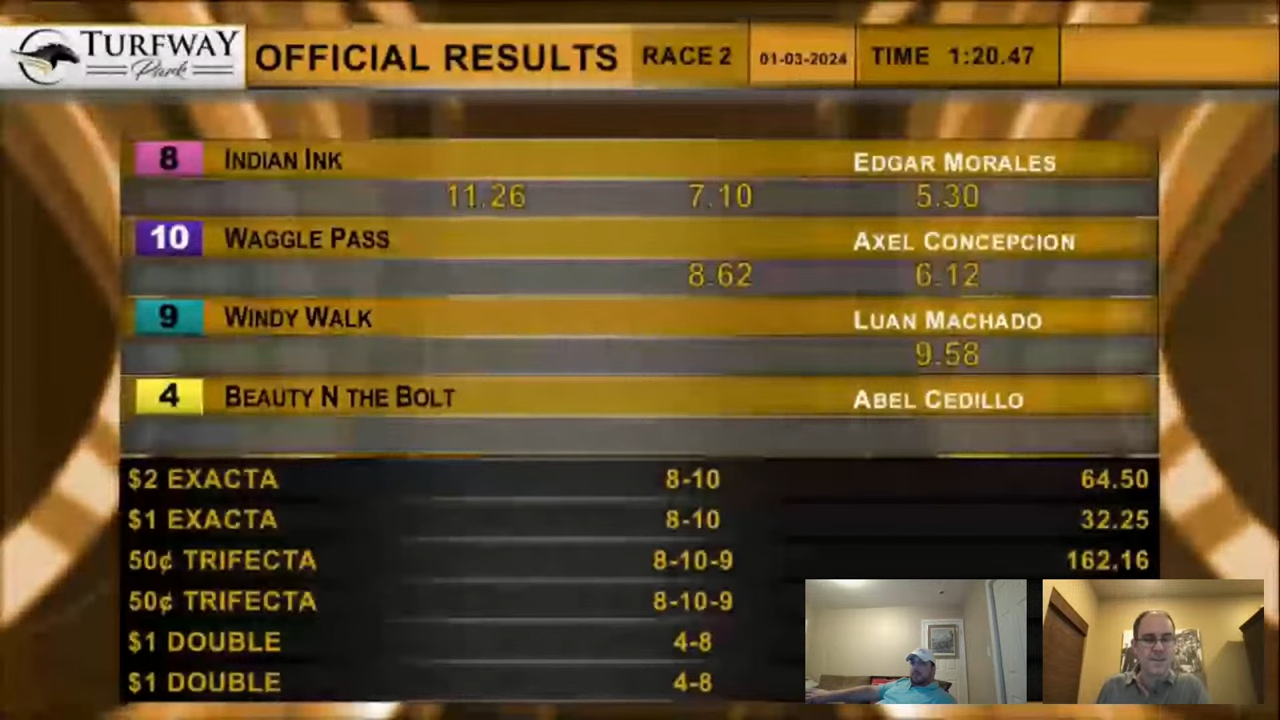 TURFWAY
Park
OFFICIAL RESULTS RACE 2 01-03-2024 TIME 1:20.47
8 INDIAN INK EDGAR MORALES
11.26 7.10 5.30
10 WAGGLE PASS AXEL CONCEPCION
8.62 6.12
9 WINDY WALK LUAN MACHADO
9.58
4 BEAUTY N THE BOLT ABEL CEDILLO
$2 EXACTA 8-10 64.50
$1 EXACTA 8-10 32.25
50¢ TRIFECTA 8-10-9 162.16
50¢ TRIFECTA 8-10-9
$1 DOUBLE 4-8
$1 DOUBLE 4-8